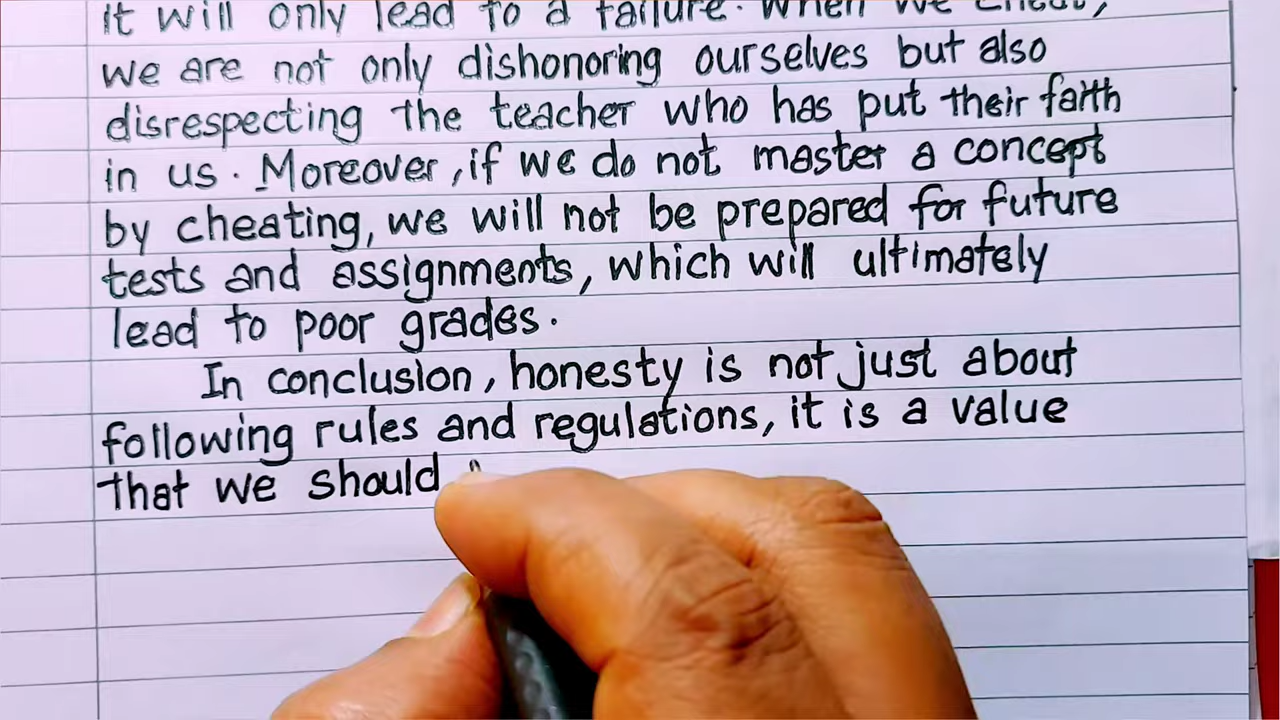 it will only lead to a failure. When we cheat,
we are not only dishonoring ourselves but also
disrespecting the teacher who has put their faith
in us. Moreover, if we do not master a concept
by cheating, we will not be prepared for future
tests and assignments, which will ultimately
lead to poor grades.
In conclusion, honesty is not just about
following rules and regulations, it is a value
that we should